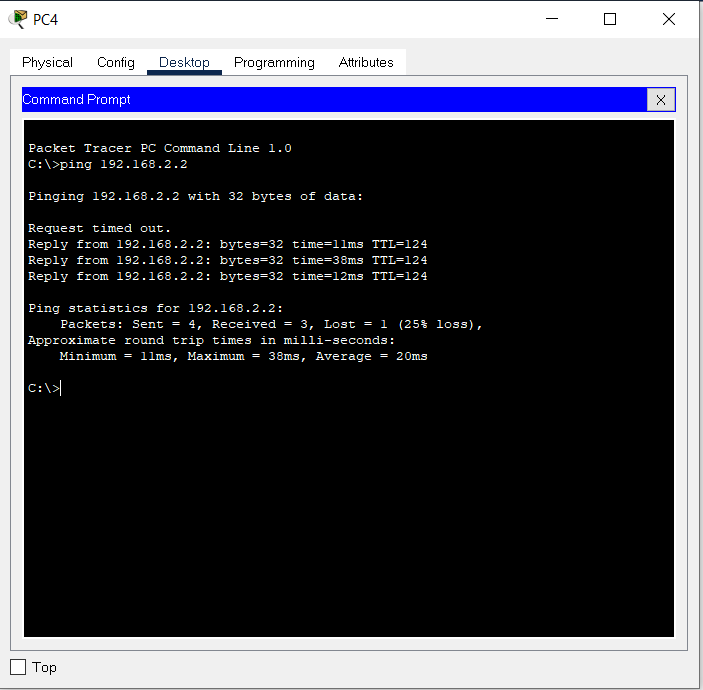 PC4
Physical Config Desktop Programming Attributes
Command Prompt
X
Packet Tracer PC Command Line 1.0
C:\>ping 192.168.2.2
Pinging 192.168.2.2 with 32 bytes of data:
Request timed out.
Reply from 192.168.2.2: bytes=32 time=11ms TTL=124
Reply from 192.168.2.2: bytes=32 time=38ms TTL=124
Reply from 192.168.2.2: bytes=32 time=12ms TTL=124
Ping statistics for 192.168.2.2:
    Packets: Sent = 4, Received = 3, Lost = 1 (25% loss),
Approximate round trip times in milli-seconds:
    Minimum = 11ms, Maximum = 38ms, Average = 20ms
C:\>
Top